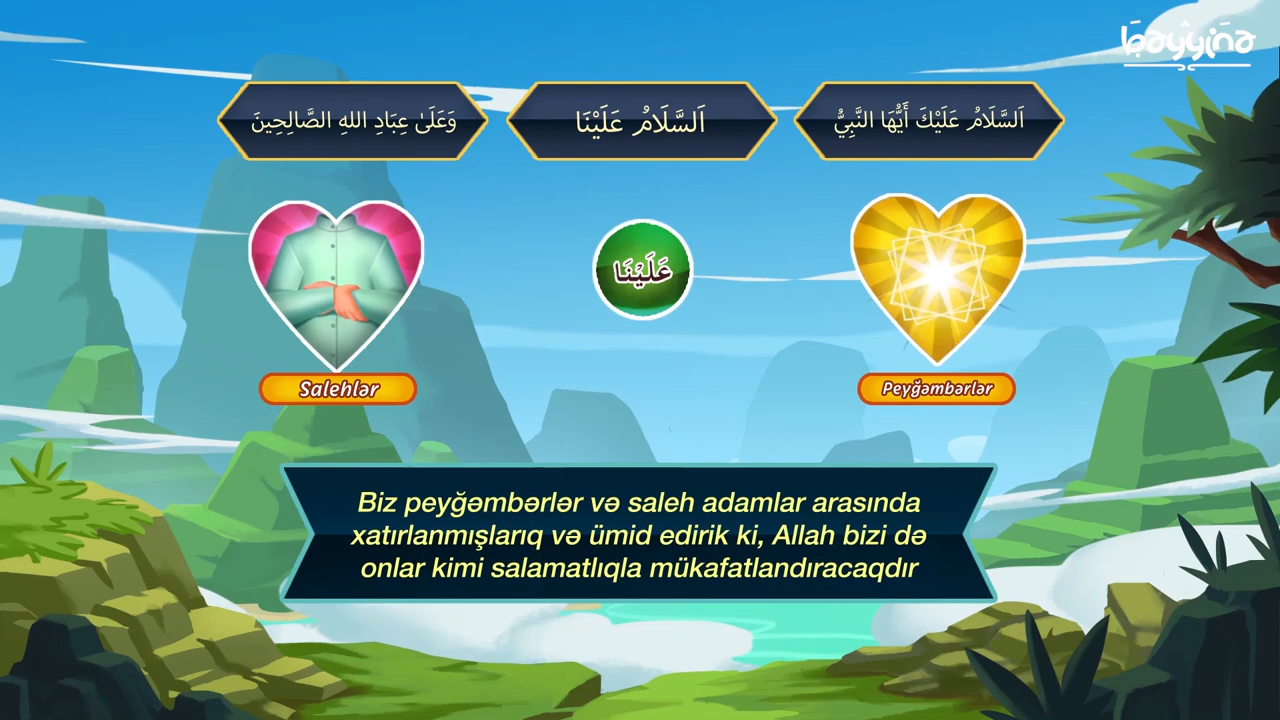 bayyina
اَلسَّلَامُ عَلَيْكَ أَيُّهَا النَّبِيُّ
اَلسَّلَامُ عَلَيْنَا
وَعَلَىٰ عِبَادِ اللهِ الصَّالِحِينَ
عَلَيْنَا
Salehlər
Peyğəmbərlər
Biz peyğəmbərlər və saleh adamlar arasında
xatırlanmışlarıq və ümid edirik ki, Allah bizi də
onlar kimi salamatlıqla mükafatlandıracaqdır